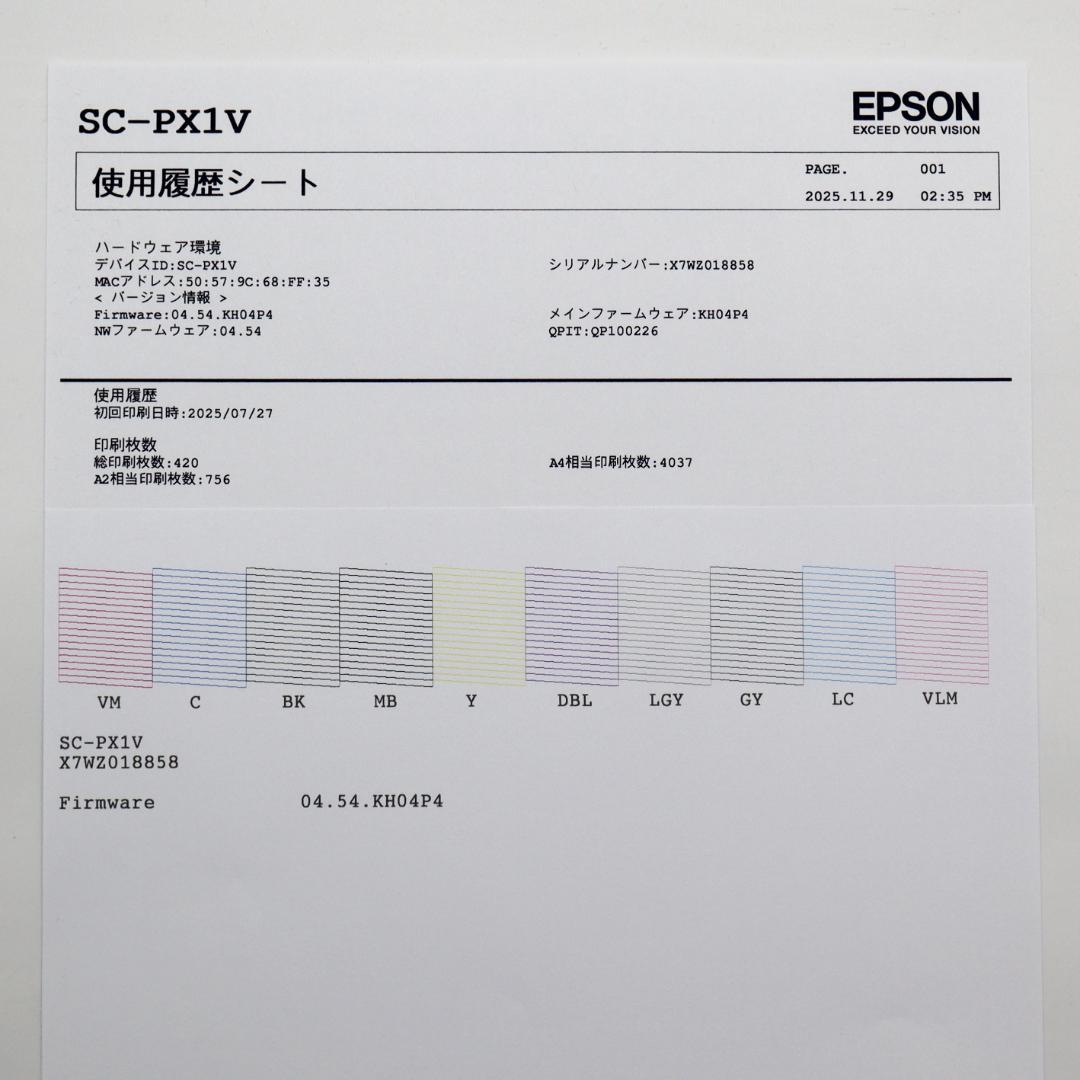 SC-PX1V
EPSON
EXCEED YOUR VISION
使用履歴シート
PAGE. 001
2025.11.29 02:35 PM
ハードウェア環境
デバイスID:SC-PX1V シリアルナンバー:X7WZ018858
MACアドレス:50:57:9C:68:FF:35
< バージョン情報 >
Firmware:04.54.KH04P4 メインファームウェア:KH04P4
NWファームウェア:04.54 QPIT:QP100226
使用履歴
初回印刷日時:2025/07/27
印刷枚数
総印刷枚数:420 A4相当印刷枚数:4037
A2相当印刷枚数:756
VM C BK MB Y DBL LGY GY LC VLM
SC-PX1V
X7WZ018858
Firmware 04.54.KH04P4